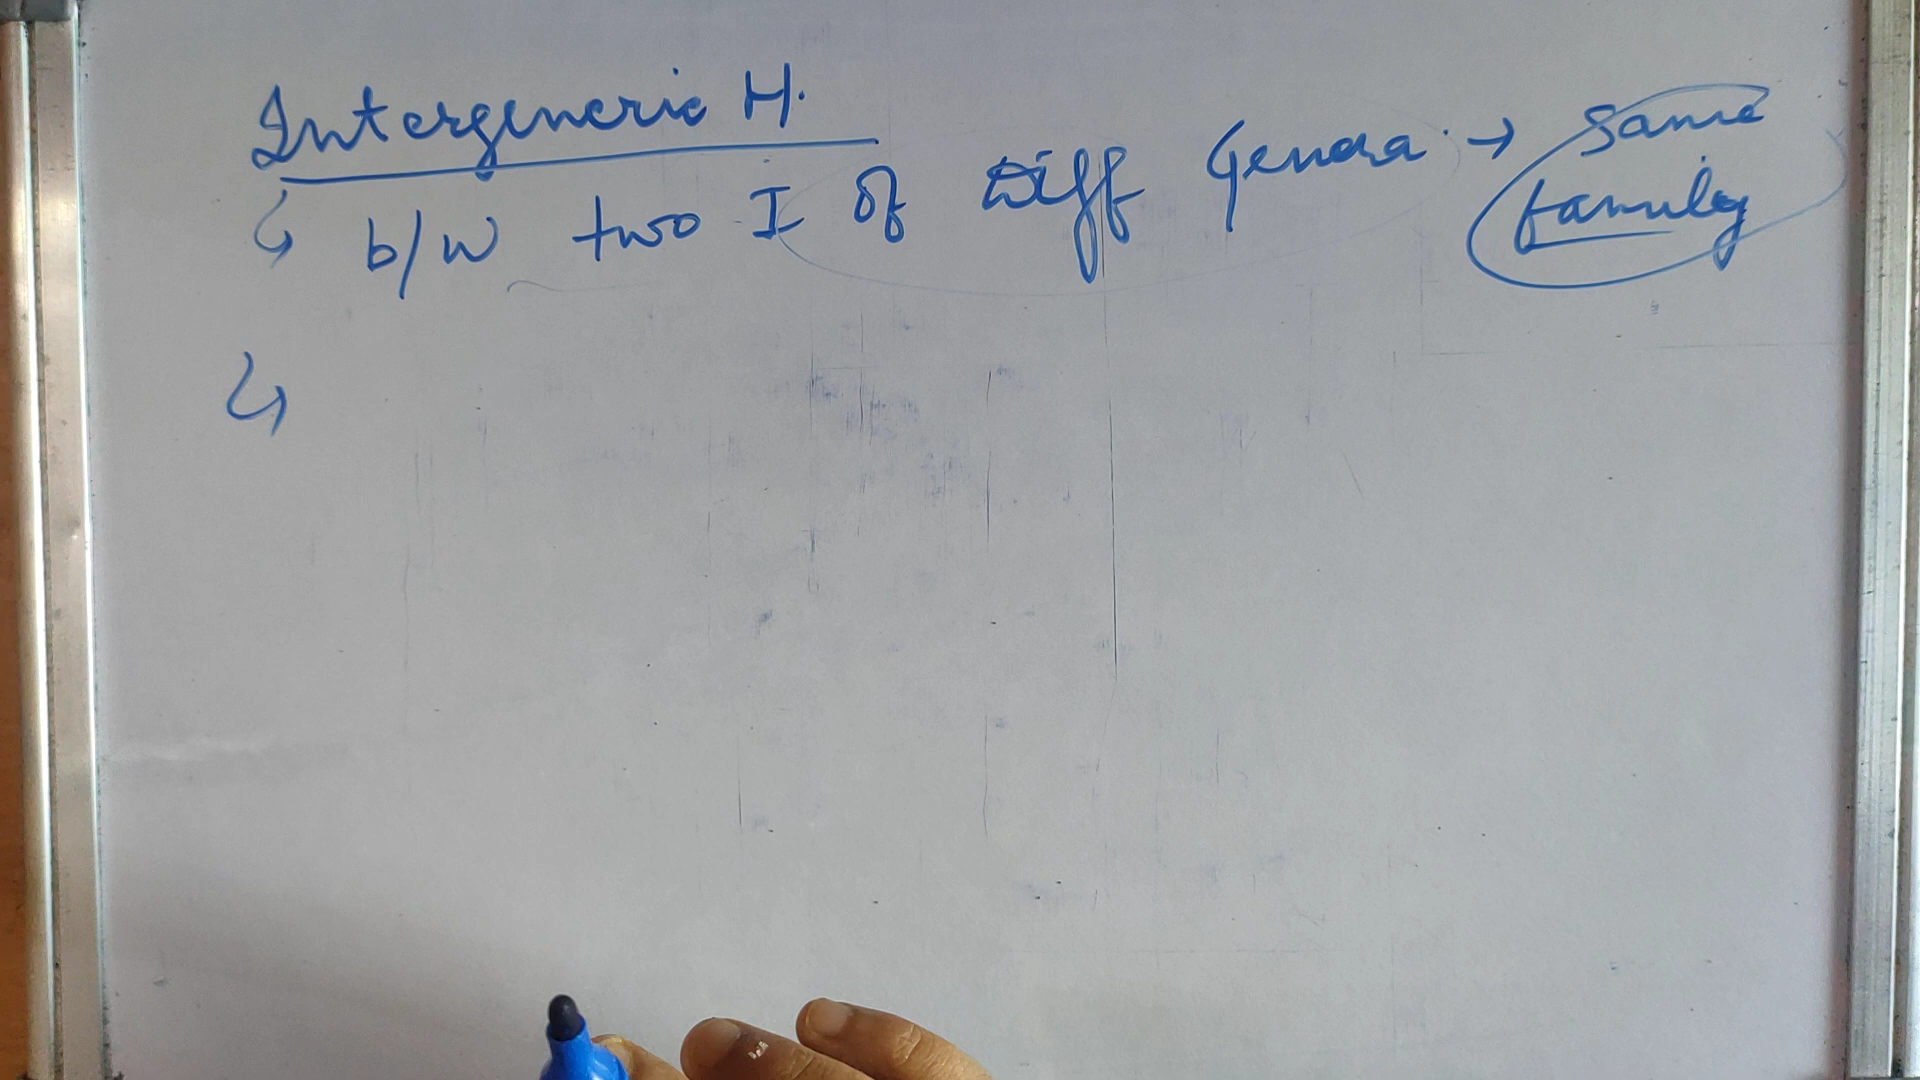 Intergeneric H.
b/w two I of Diff Genera → Same
family